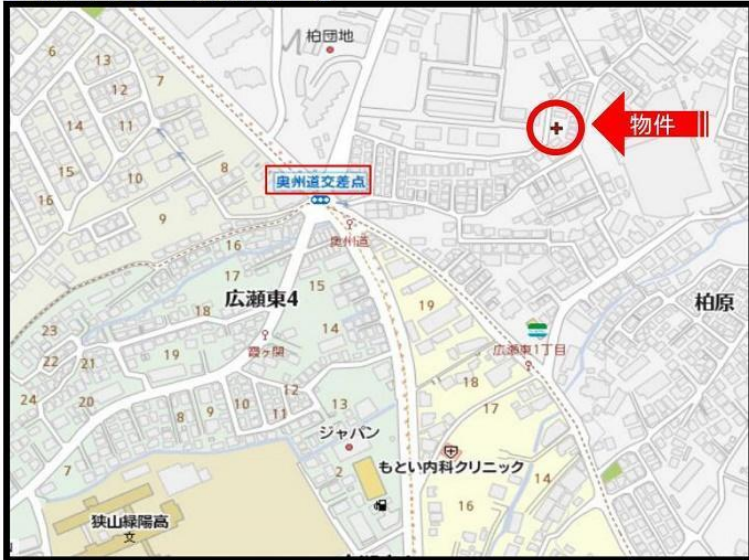 柏団地
6
13
7
12
14
11
物件
15
10
8
16
9
奥州道交差点
奥州道
16
17
15
広瀬東4
19
柏原
18
14
23
霞ヶ関
広瀬東1丁目
22
21
19
12
18
24
20
10
13
17
8
9
11
ジャパン
もとい内科クリニック
7
2
14
16
狭山緑陽高
文